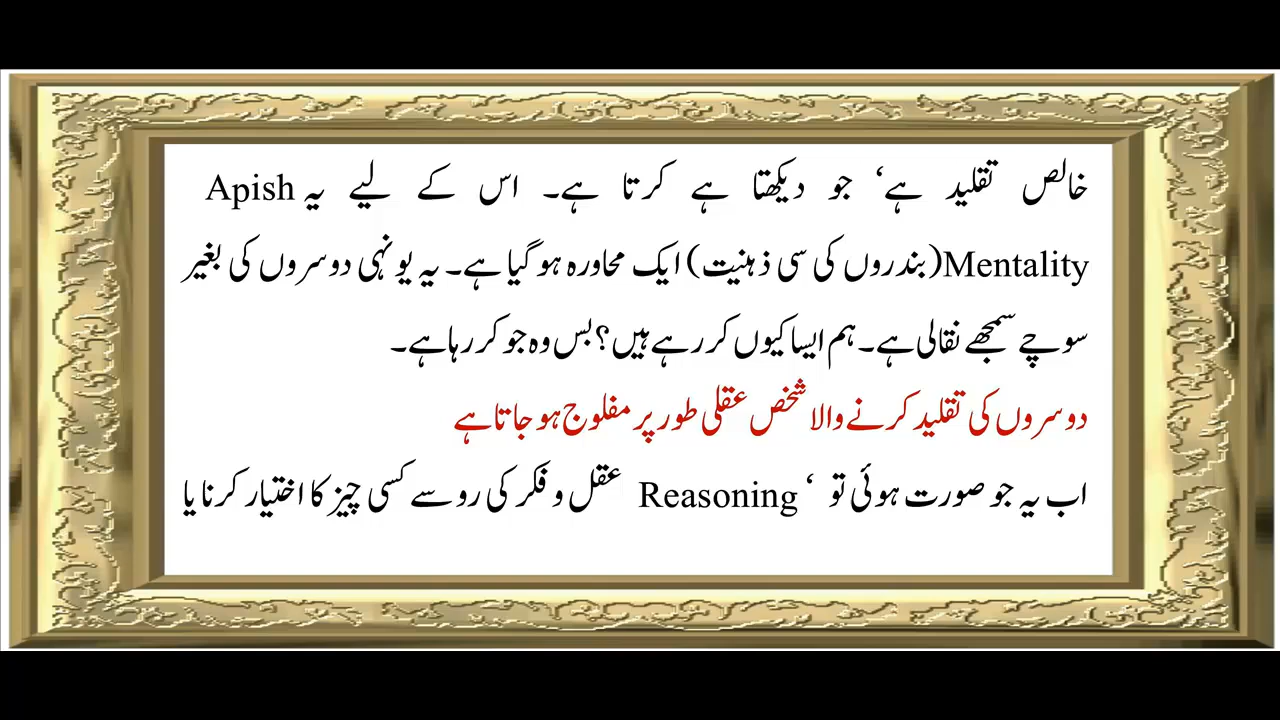 خالص تقلید ہے‘ جو دیکھتا ہے کرتا ہے۔ اس کے لیے یہ Apish
Mentality(بندروں کی سی ذہنیت) ایک محاورہ ہو گیا ہے۔ یہ یونہی دوسروں کی بغیر
سوچے سمجھے نقالی ہے۔ ہم ایسا کیوں کر رہے ہیں؟ بس وہ جو کر رہا ہے۔
دوسروں کی تقلید کرنے والا شخص عقلی طور پر مفلوج ہو جاتا ہے
اب یہ جو صورت ہوئی تو ‘ Reasoning عقل و فکر کی رو سے کسی چیز کا اختیار کرنا یا